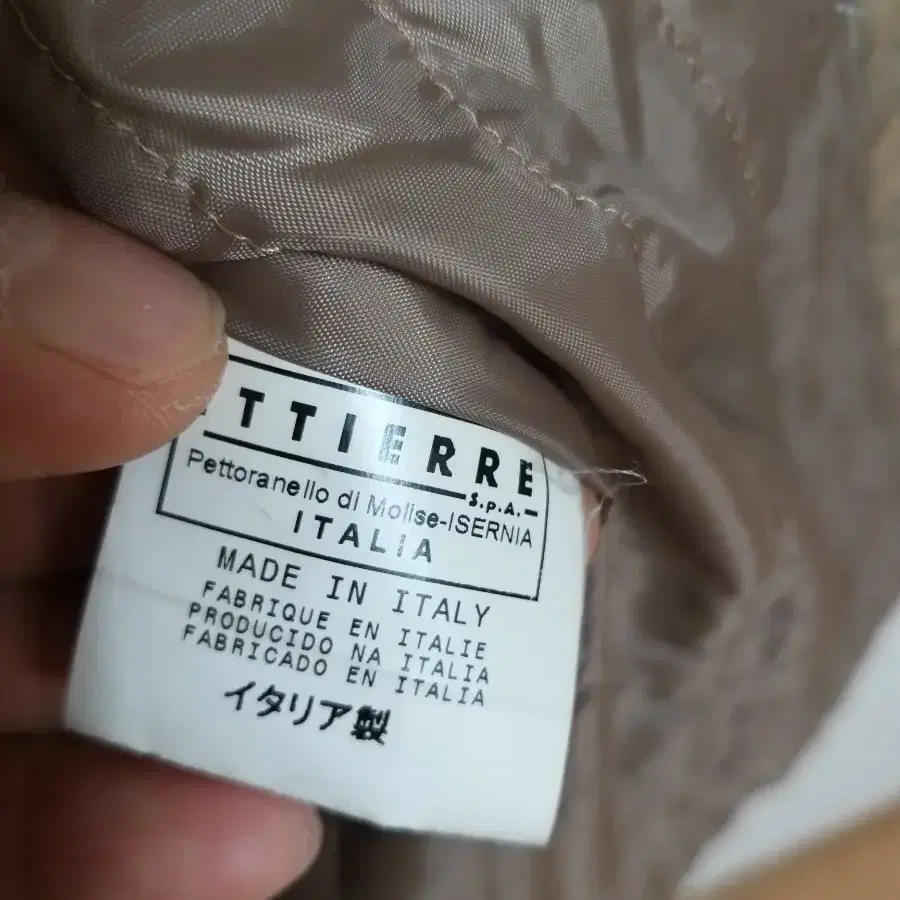 TTIERRE
S.p.A.
Pettoranello di Molise-ISERNIA
ITALIA
MADE IN ITALY
FABRIQUE EN ITALIE
PRODUCIDO NA ITALIA
FABRICADO EN ITALIA
イタリア製